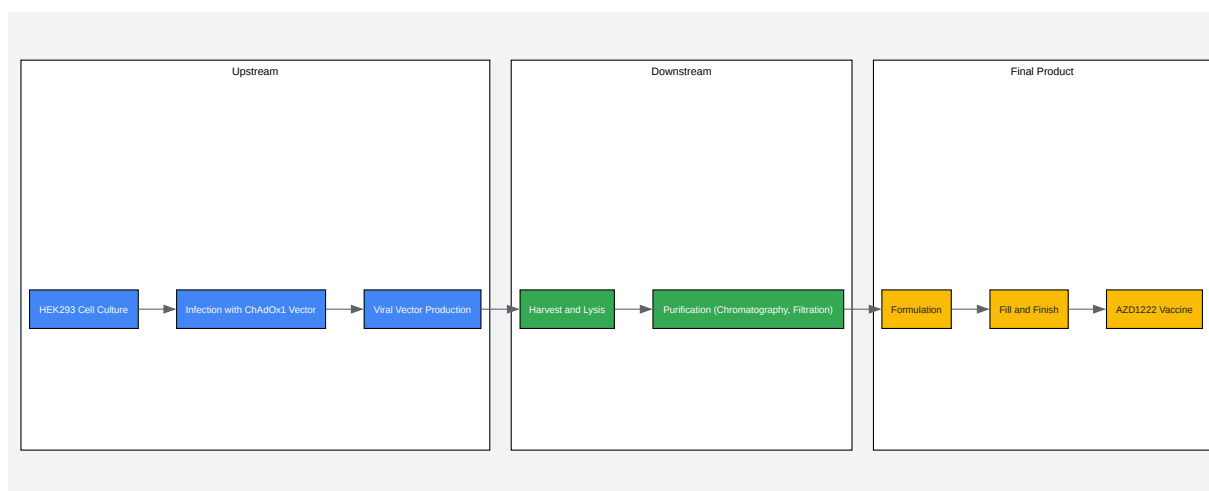 Upstream
Downstream
Final Product
HEK293 Cell Culture
Infection with ChAdOx1 Vector
Viral Vector Production
Harvest and Lysis
Purification (Chromatography, Filtration)
Formulation
Fill and Finish
AZD1222 Vaccine